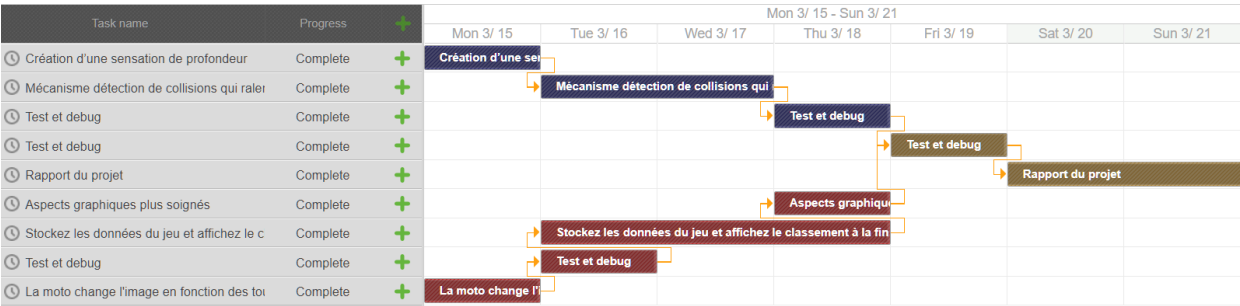 Task name Progress
Mon 3/ 15 - Sun 3/ 21
Mon 3/ 15 Tue 3/ 16 Wed 3/ 17 Thu 3/ 18 Fri 3/ 19 Sat 3/ 20 Sun 3/ 21
Création d'une sensation de profondeur Complete Création d'une sen
Mécanisme détection de collisions qui raler Complete Mécanisme détection de collisions qui
Test et debug Complete Test et debug
Test et debug Complete Test et debug
Rapport du projet Complete Rapport du projet
Aspects graphiques plus soignés Complete Aspects graphiqu
Stockez les données du jeu et affichez le c Complete Stockez les données du jeu et affichez le classement à la fin
Test et debug Complete Test et debug
La moto change l'image en fonction des tou Complete La moto change l'i